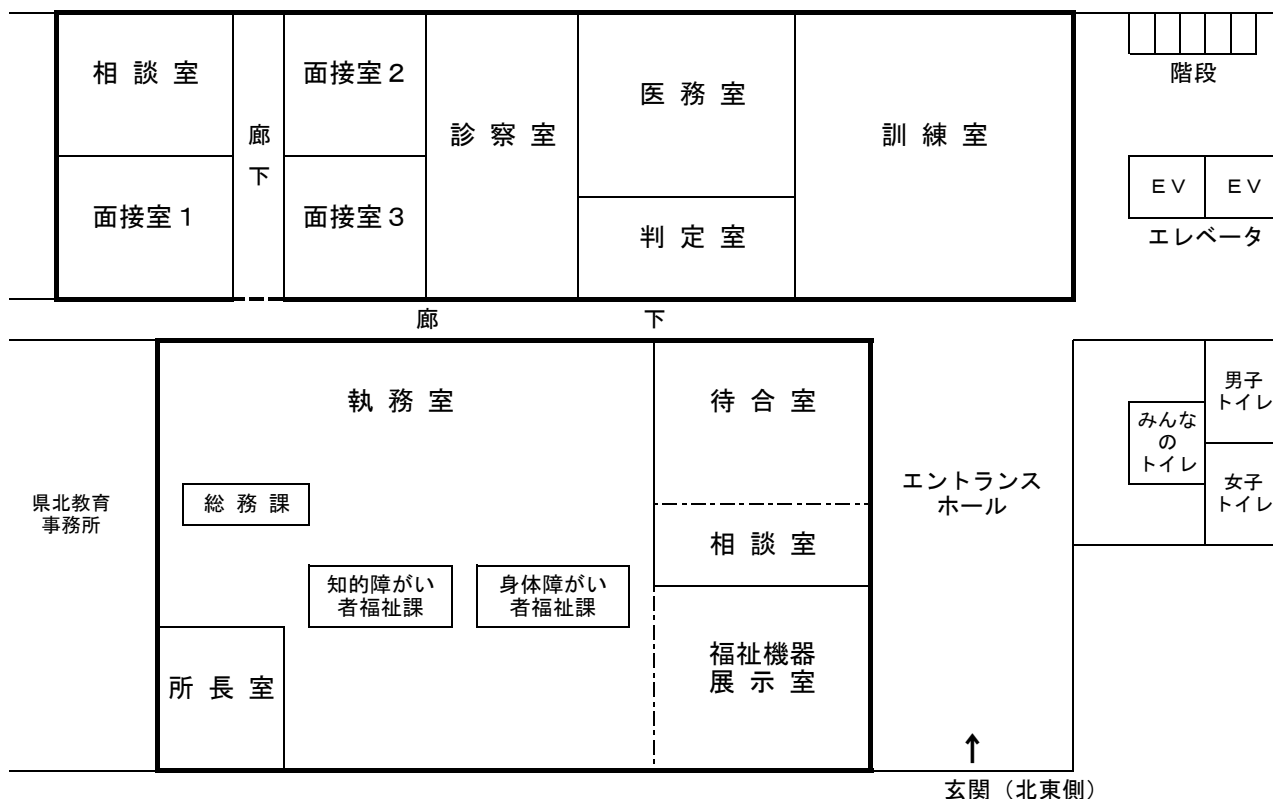 相談室
廊
下
面接室２
診察室
医務室
訓練室
階段
面接室１
面接室３
判定室
ＥＶ
ＥＶ
エレベータ
廊
下
執務室
待合室
男子
トイレ
みんな
の
トイレ
女子
トイレ
エントランス
ホール
県北教育
事務所
総務課
相談室
知的障がい
者福祉課
身体障がい
者福祉課
福祉機器
展示室
所長室
↑
玄関（北東側）